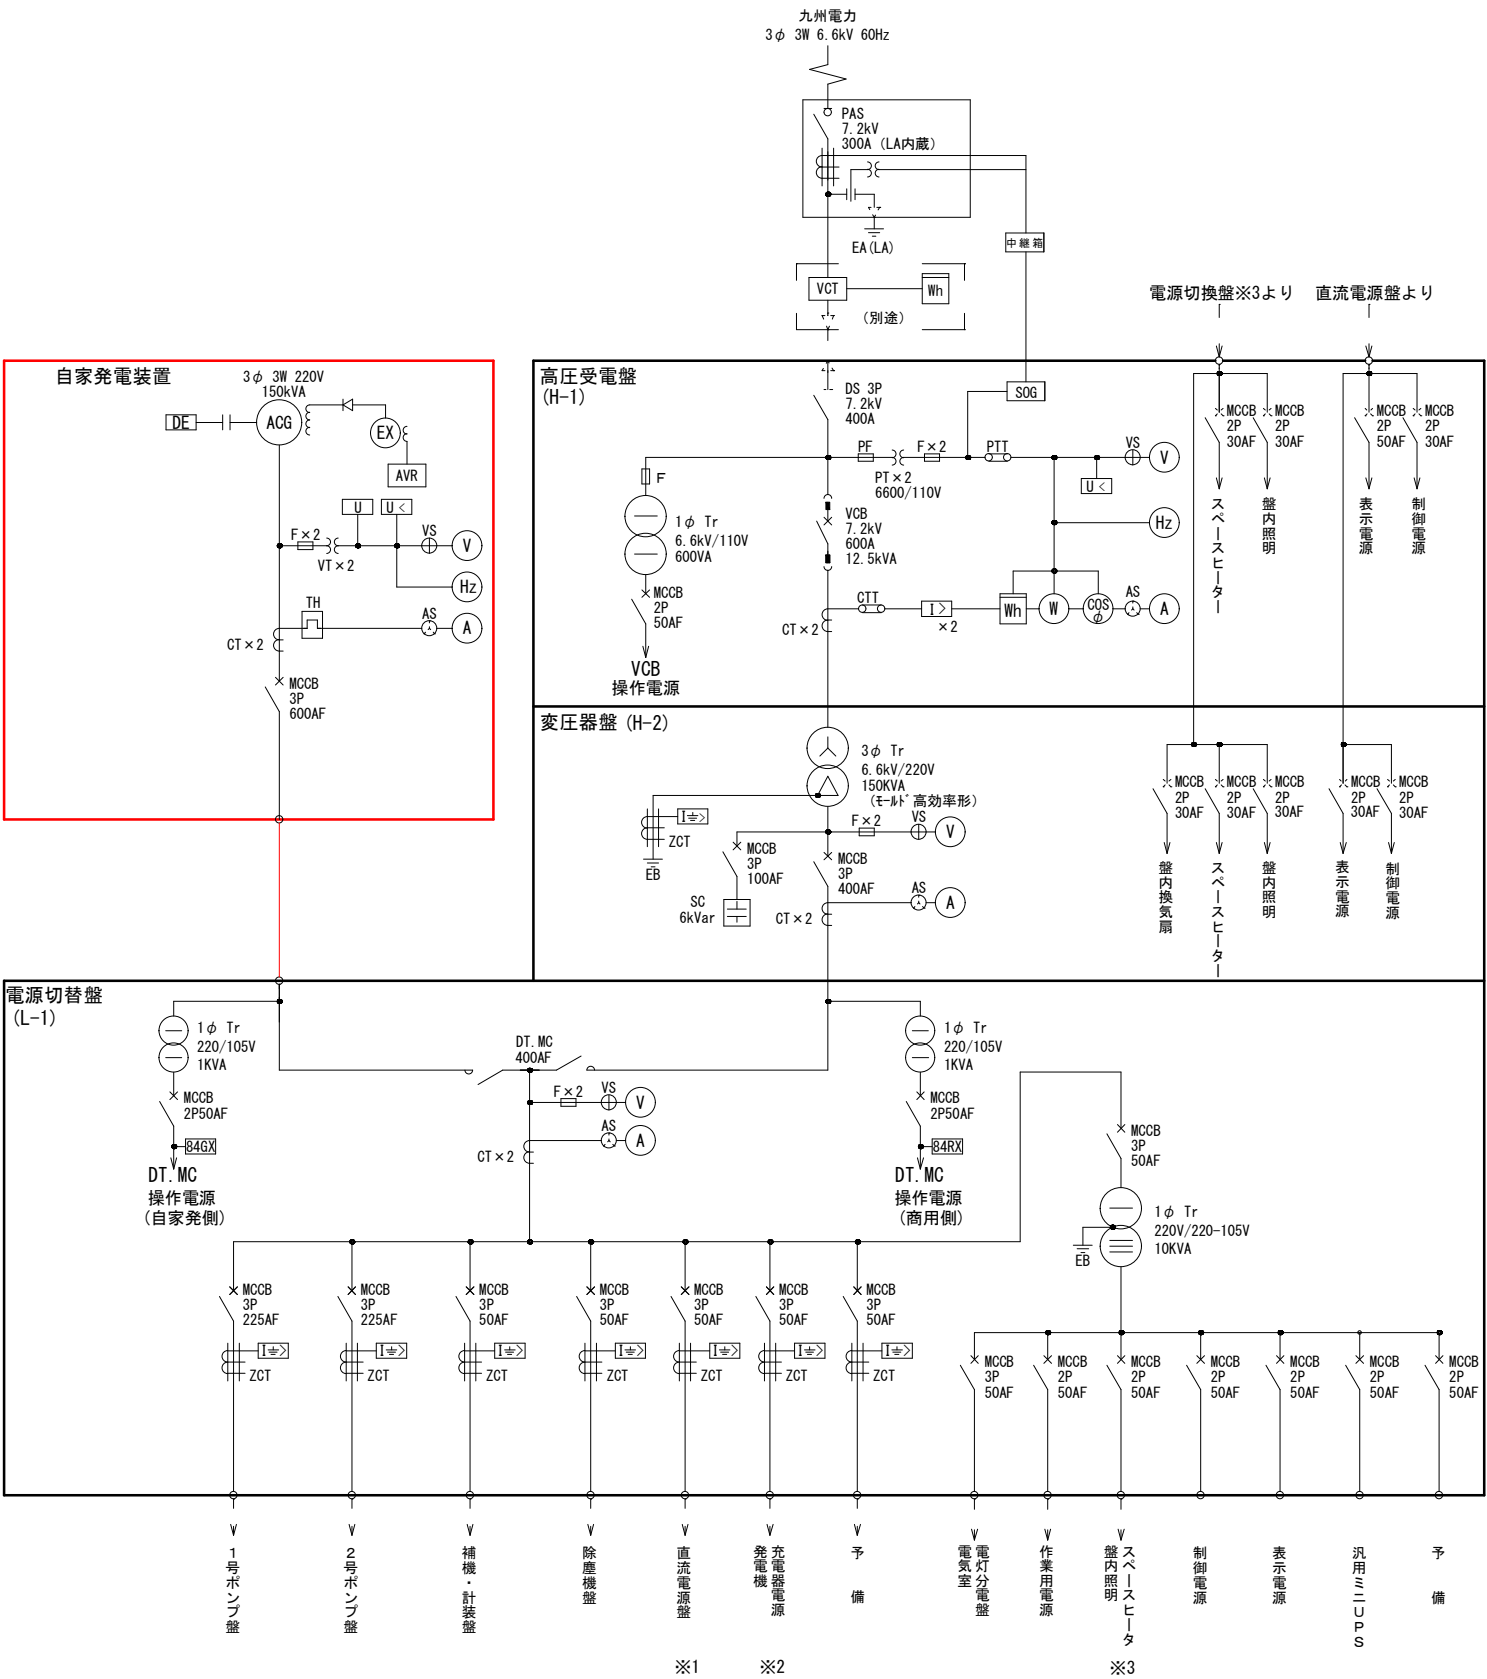 九州電力
3φ 3W 6.6kV 60Hz
PAS
7.2kV
300A (LA内蔵)
EA(LA)
中継箱
VCT
Wh
(別途)
電源切換盤※3より
直流電源盤より
自家発電装置
3φ 3W 220V
150kVA
DE
ACG
EX
AVR
U
U<
F×2
VT×2
VS
V
Hz
TH
AS
A
CT×2
MCCB
3P
600AF
高圧受電盤
(H-1)
DS 3P
7.2kV
400A
SOG
PF
F×2
PTT
VS
V
PT×2
6600/110V
U<
F
1φ Tr
6.6kV/110V
600VA
VCB
7.2kV
600A
12.5kVA
Hz
MCCB
2P
50AF
CTT
I>
×2
Wh
W
COS
φ
AS
A
CT×2
VCB
操作電源
MCCB
2P
30AF
MCCB
2P
30AF
MCCB
2P
50AF
MCCB
2P
30AF
スペースヒーター
盤内照明
表示電源
制御電源
変圧器盤 (H-2)
3φ Tr
6.6kV/220V
150KVA
(モールド高効率形)
I⏚>
ZCT
EB
F×2
VS
V
MCCB
3P
100AF
MCCB
3P
400AF
SC
6kVar
CT×2
AS
A
MCCB
2P
30AF
MCCB
2P
30AF
MCCB
2P
30AF
MCCB
2P
30AF
MCCB
2P
30AF
盤内換気扇
スペースヒーター
盤内照明
表示電源
制御電源
電源切替盤
(L-1)
1φ Tr
220/105V
1KVA
MCCB
2P50AF
84GX
DT.MC
操作電源
(自家発側)
DT.MC
400AF
F×2
VS
V
AS
A
CT×2
1φ Tr
220/105V
1KVA
MCCB
2P50AF
84RX
DT.MC
操作電源
(商用側)
MCCB
3P
50AF
1φ Tr
220V/220-105V
10KVA
EB
MCCB
3P
225AF
I⏚>
ZCT
MCCB
3P
225AF
I⏚>
ZCT
MCCB
3P
50AF
I⏚>
ZCT
MCCB
3P
50AF
I⏚>
ZCT
MCCB
3P
50AF
I⏚>
ZCT
MCCB
3P
50AF
I⏚>
ZCT
MCCB
3P
50AF
I⏚>
ZCT
MCCB
3P
50AF
MCCB
2P
50AF
MCCB
2P
50AF
MCCB
2P
50AF
MCCB
2P
50AF
MCCB
2P
50AF
MCCB
2P
50AF
1号ポンプ盤
2号ポンプ盤
補機・計装盤
除塵機盤
直流電源盤
※1
充電器電源
発電機
※2
予備
電灯分電盤
電気室
作業用電源
スペースヒータ
盤内照明
※3
制御電源
表示電源
汎用ミニUPS
予備